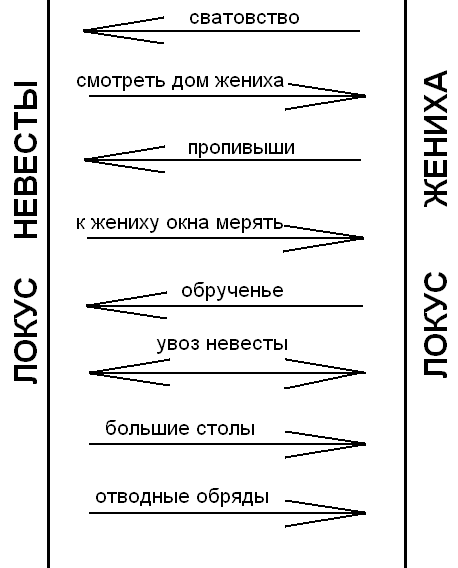 ЛОКУС НЕВЕСТЫ
сватовство
смотреть дом жениха
пропивыши
к жениху окна мерять
обрученье
увоз невесты
большие столы
отводные обряды
ЛОКУС ЖЕНИХА